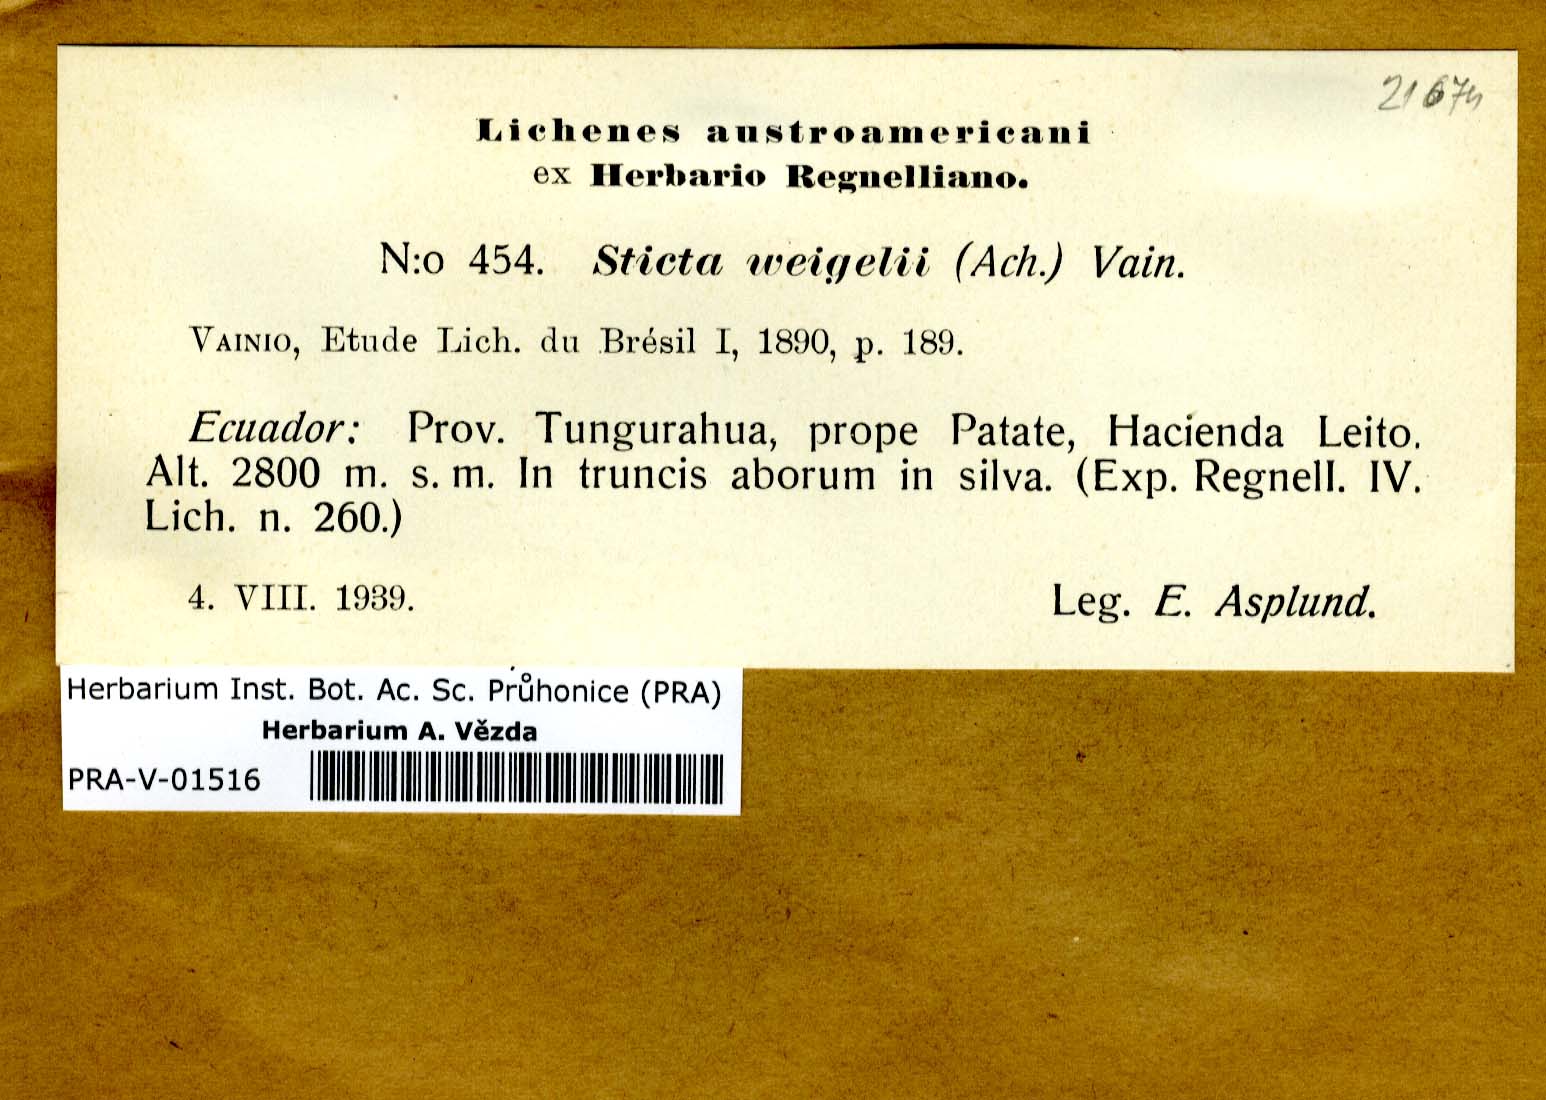 Lichenes austroamericani
ex Herbario Regnelliano.
N:o 454. Sticta weigelii (Ach.) Vain.
VAINIO, Etude Lich. du Brésil I, 1890, p. 189.
Ecuador: Prov. Tungurahua, prope Patate, Hacienda Leito.
Alt. 2800 m. s. m. In truncis aborum in silva. (Exp. Regnell. IV.
Lich. n. 260.)
4. VIII. 1939.
Leg. E. Asplund.
Herbarium Inst. Bot. Ac. Sc. Průhonice (PRA)
Herbarium A. Vězda
PRA-V-01516